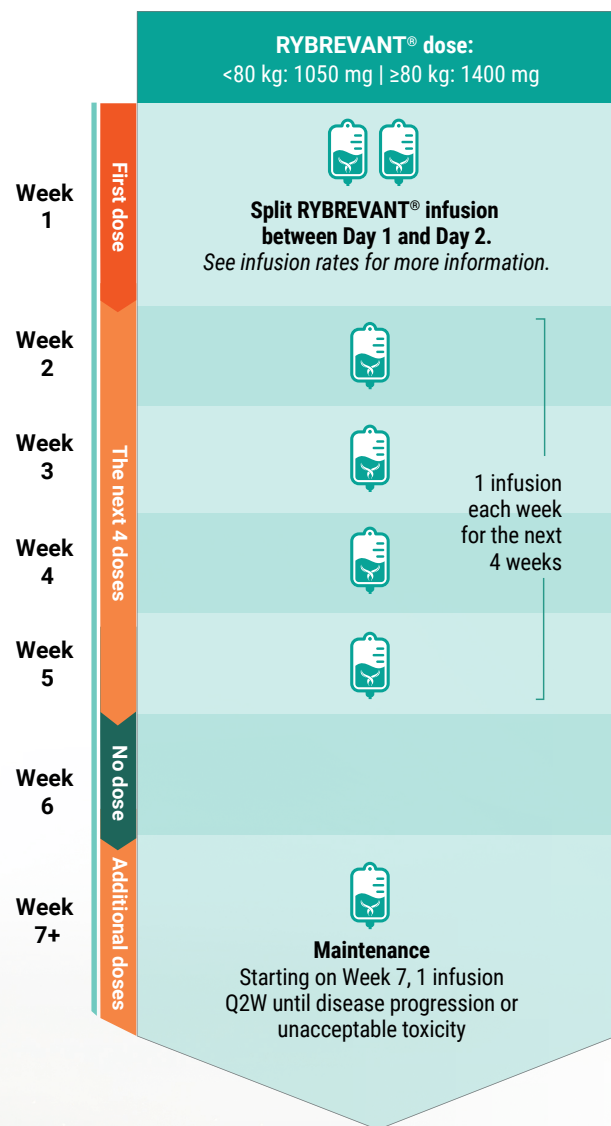 RYBREVANT® dose:
<80 kg: 1050 mg | ≥80 kg: 1400 mg
Week
1
First dose
Split RYBREVANT® infusion
between Day 1 and Day 2.
See infusion rates for more information.
Week
2
The next 4 doses
Week
3
1 infusion
each week
for the next
4 weeks
Week
4
Week
5
Week
6
No dose
Week
7+
Additional doses
Maintenance
Starting on Week 7, 1 infusion
Q2W until disease progression or
unacceptable toxicity